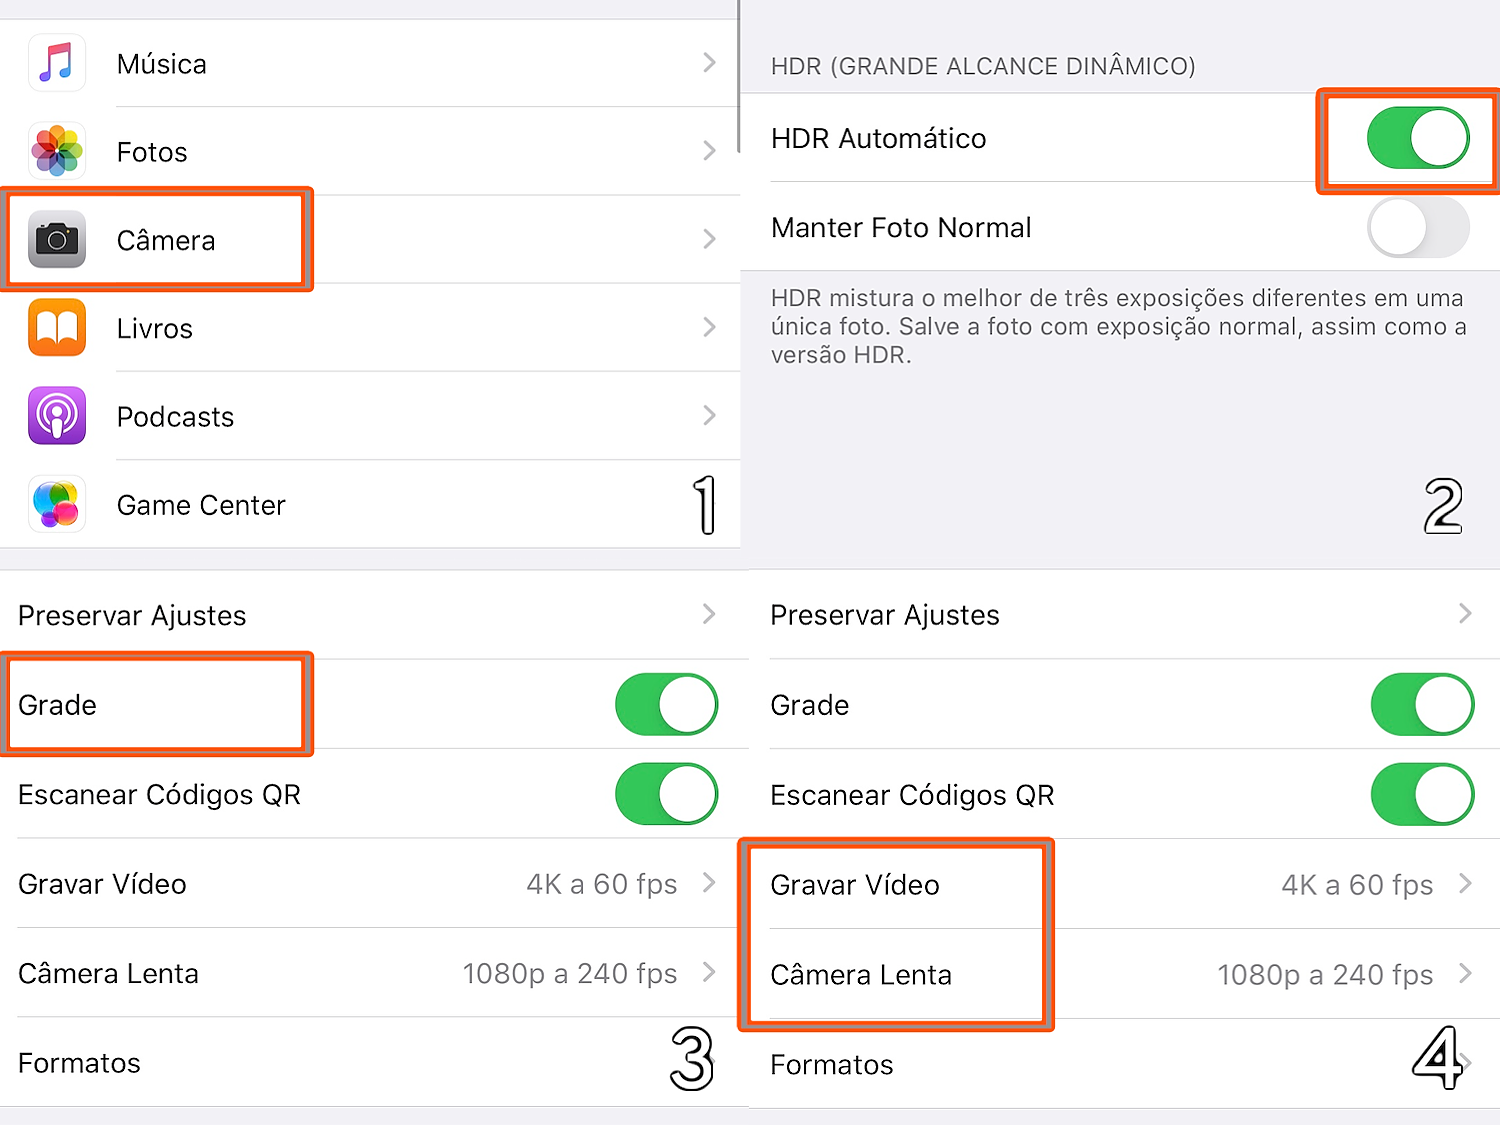 Música
Fotos
Câmera
Livros
Podcasts
Game Center
1
HDR (GRANDE ALCANCE DINÂMICO)
HDR Automático
Manter Foto Normal
HDR mistura o melhor de três exposições diferentes em uma
única foto. Salve a foto com exposição normal, assim como a
versão HDR.
2
Preservar Ajustes
Grade
Escanear Códigos QR
Gravar Vídeo 4K a 60 fps
Câmera Lenta 1080p a 240 fps
Formatos
3
Preservar Ajustes
Grade
Escanear Códigos QR
Gravar Vídeo 4K a 60 fps
Câmera Lenta 1080p a 240 fps
Formatos
4